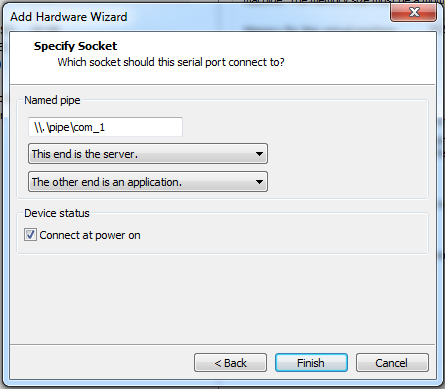 Add Hardware Wizard
Specify Socket
Which socket should this serial port connect to?
Named pipe
\\.\pipe\com_1
This end is the server.
The other end is an application.
Device status
Connect at power on
< Back
Finish
Cancel